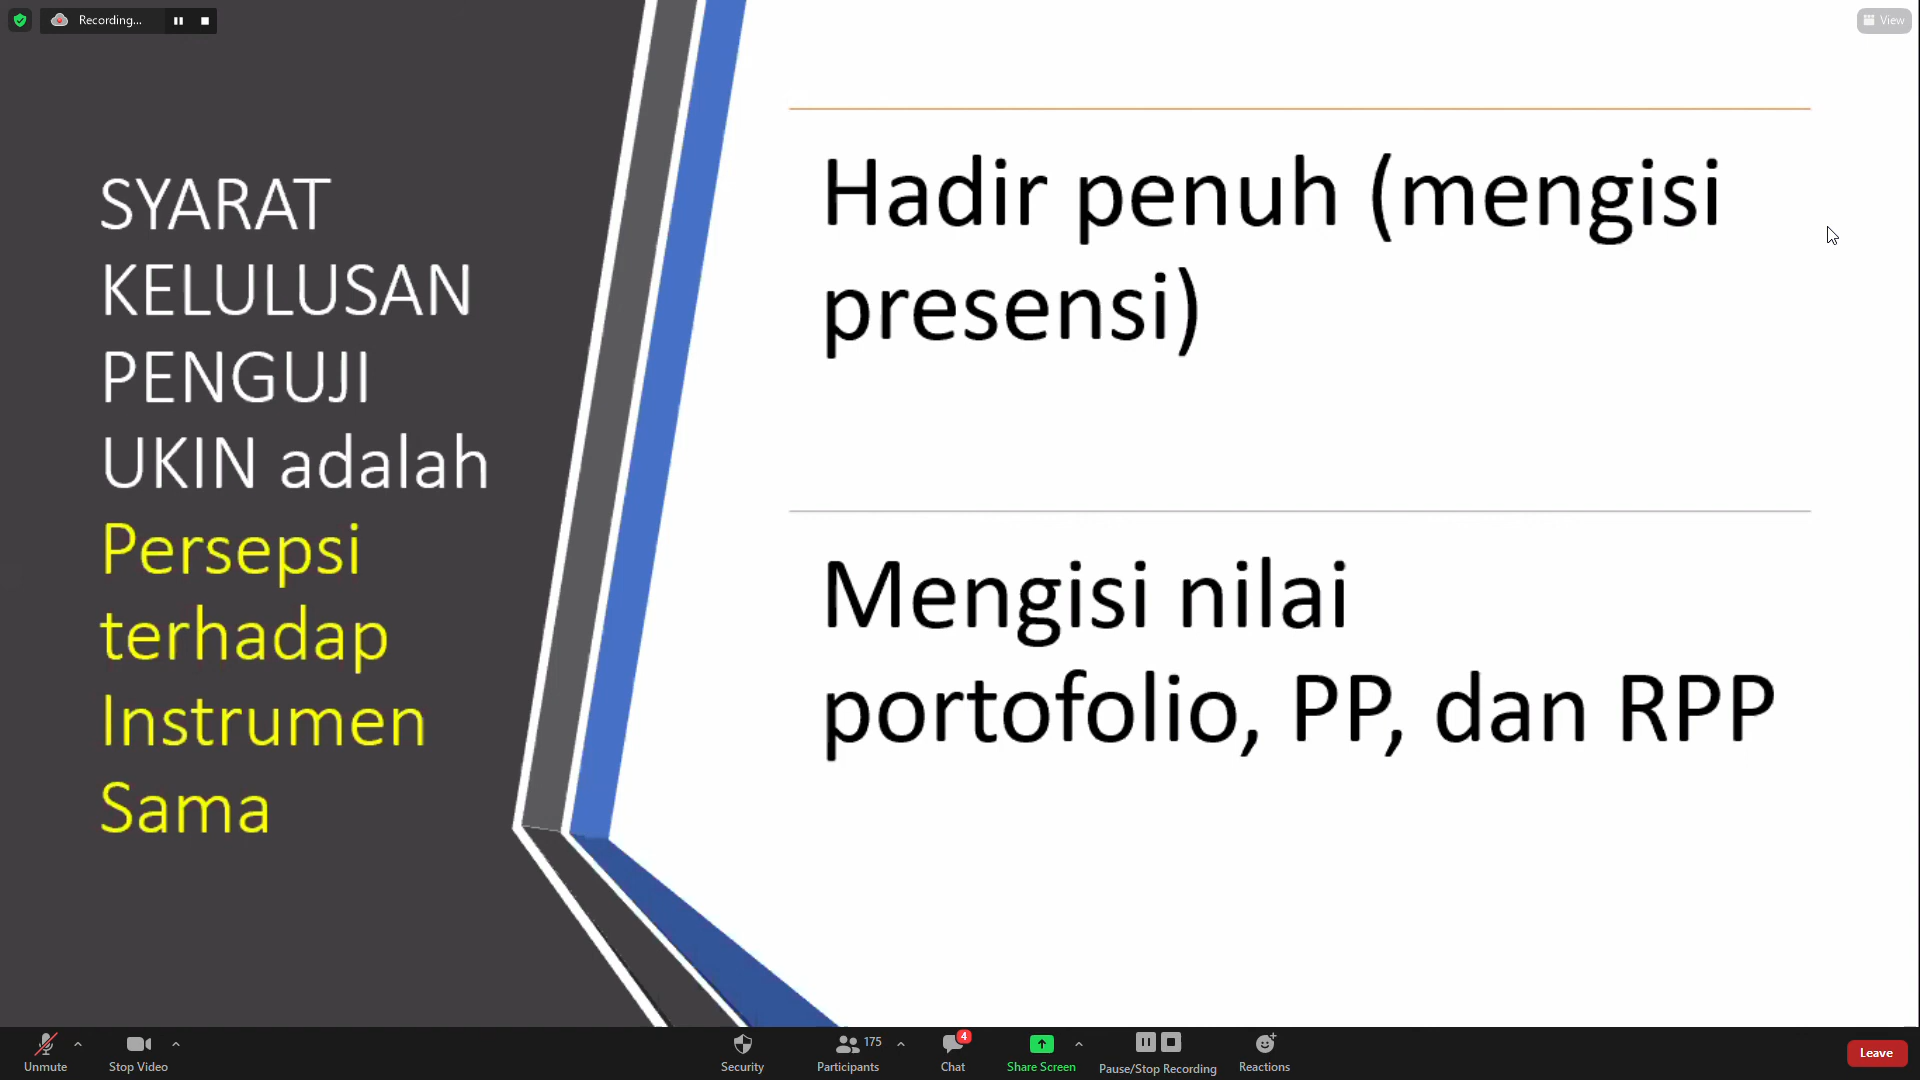 Recording...
View
SYARAT
KELULUSAN
PENGUJI
UKIN adalah
Persepsi
terhadap
Instrumen
Sama
Hadir penuh (mengisi
presensi)
Mengisi nilai
portofolio, PP, dan RPP
Unmute
Stop Video
Security
Participants 175
Chat 4
Share Screen
Pause/Stop Recording
Reactions
Leave